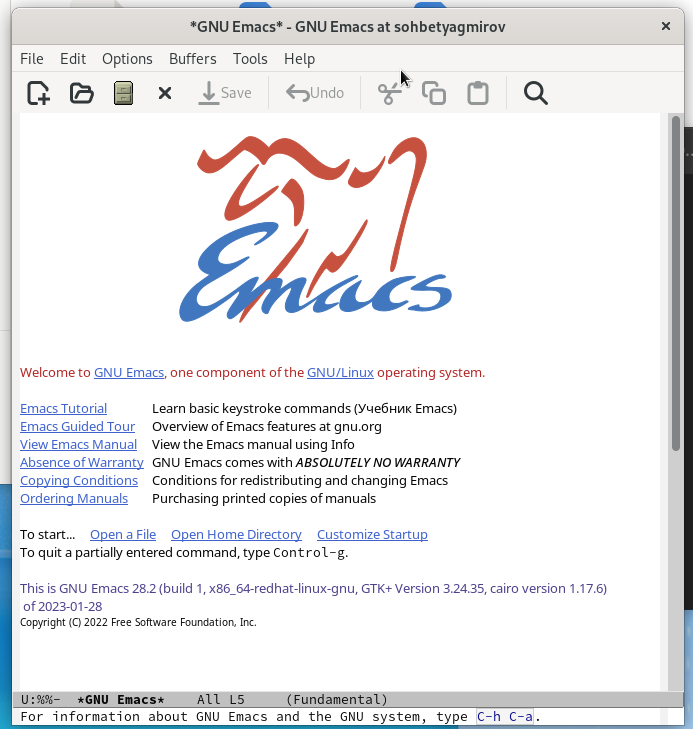 *GNU Emacs* - GNU Emacs at sohbetyagmirov
File Edit Options Buffers Tools Help
Save Undo
Emacs
Welcome to GNU Emacs, one component of the GNU/Linux operating system.
Emacs Tutorial Learn basic keystroke commands (Учебник Emacs)
Emacs Guided Tour Overview of Emacs features at gnu.org
View Emacs Manual View the Emacs manual using Info
Absence of Warranty GNU Emacs comes with ABSOLUTELY NO WARRANTY
Copying Conditions Conditions for redistributing and changing Emacs
Ordering Manuals Purchasing printed copies of manuals
To start... Open a File Open Home Directory Customize Startup
To quit a partially entered command, type Control-g.
This is GNU Emacs 28.2 (build 1, x86_64-redhat-linux-gnu, GTK+ Version 3.24.35, cairo version 1.17.6)
of 2023-01-28
Copyright (C) 2022 Free Software Foundation, Inc.
U:%%- *GNU Emacs* All L5 (Fundamental)
For information about GNU Emacs and the GNU system, type C-h C-a.